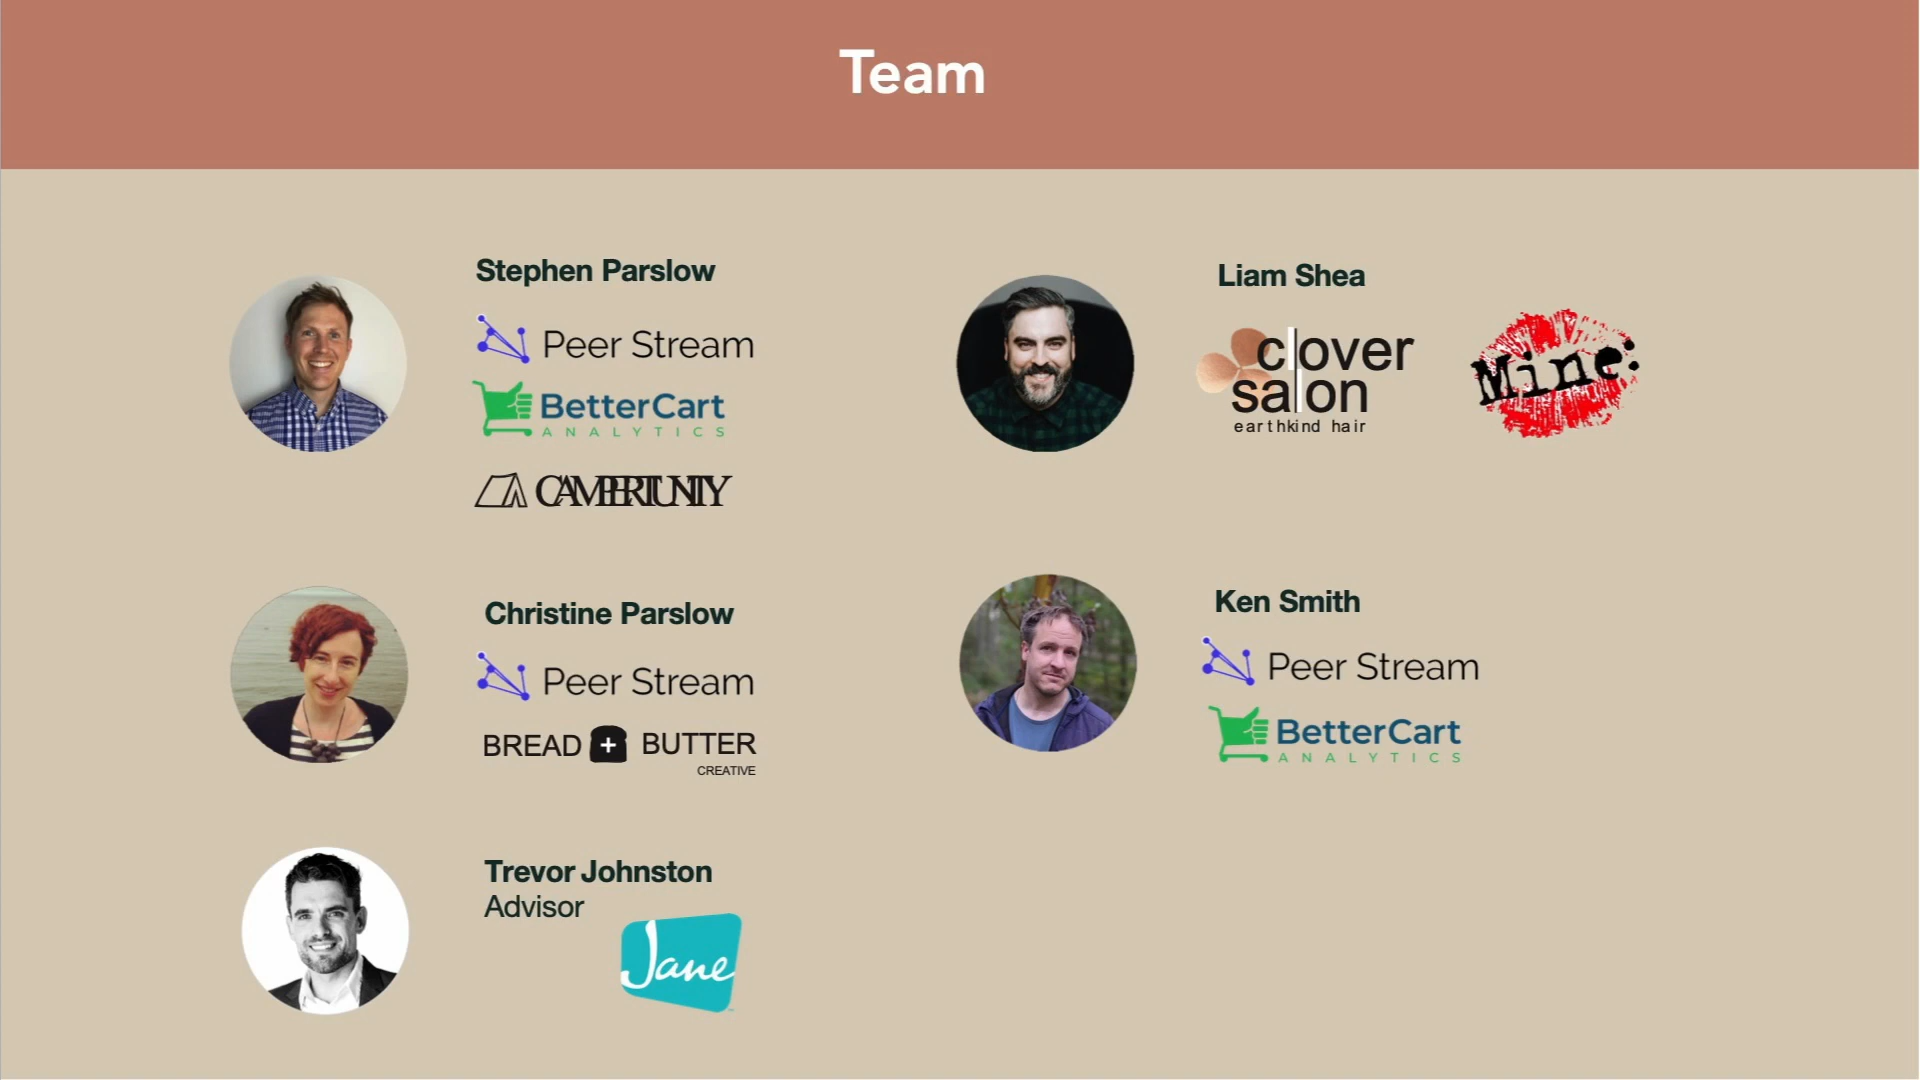 Team
Stephen Parslow
Peer Stream
BetterCart
ANALYTICS
CAMPERTUNITY
Liam Shea
clover
salon
earthkind hair
Mine:
Christine Parslow
Peer Stream
BREAD + BUTTER
CREATIVE
Ken Smith
Peer Stream
BetterCart
ANALYTICS
Trevor Johnston
Advisor
Jane